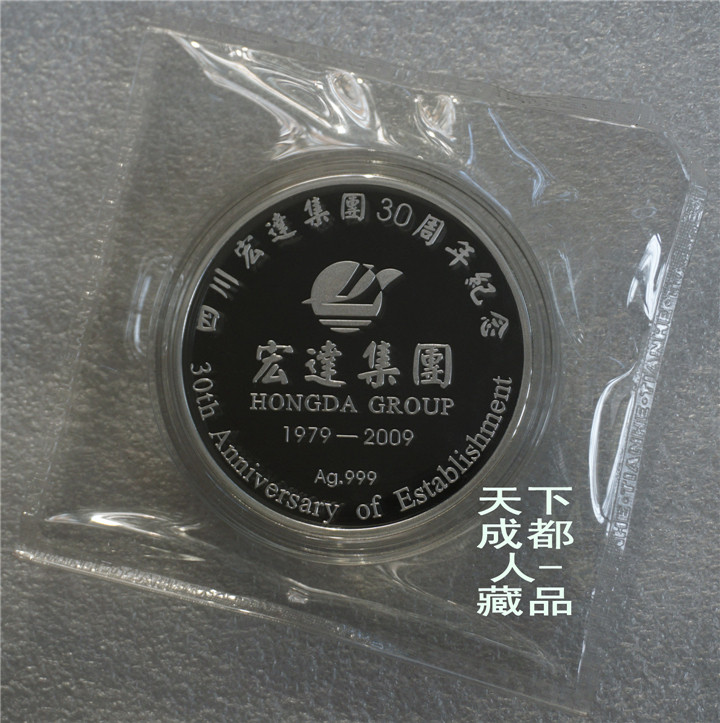 四川宏達集團30周年紀念
宏達集團
HONGDA GROUP
1979—2009
Ag.999
30th Anniversary of Establishment
天下
成都
人－
藏品